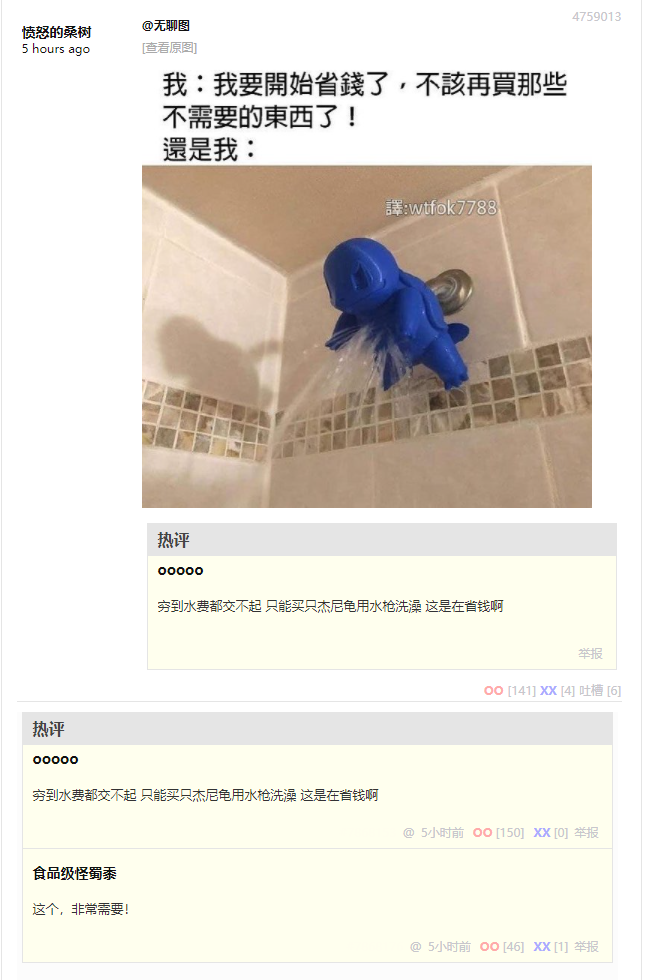 4759013
愤怒的桑树
5 hours ago
@无聊图
[查看原图]
我：我要開始省錢了，不該再買那些
不需要的東西了！
還是我：
譯:wtfok7788
热评
ooooo
穷到水费都交不起 只能买只杰尼龟用水枪洗澡 这是在省钱啊
举报
OO [141] XX [4] 吐槽 [6]
热评
ooooo
穷到水费都交不起 只能买只杰尼龟用水枪洗澡 这是在省钱啊
@ 5小时前 OO [150] XX [0] 举报
食品级怪蜀黍
这个，非常需要！
@ 5小时前 OO [46] XX [1] 举报